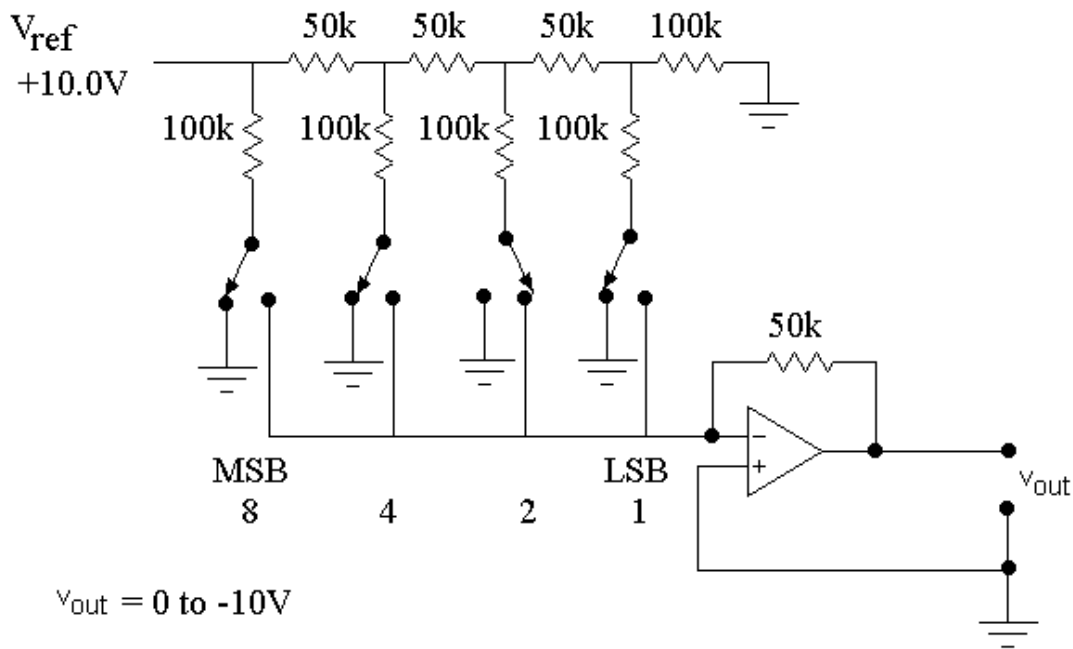 Vref
+10.0V
50k 50k 50k 100k
100k 100k 100k 100k
50k
−
+
MSB LSB
8 4 2 1
vout
vout = 0 to -10V